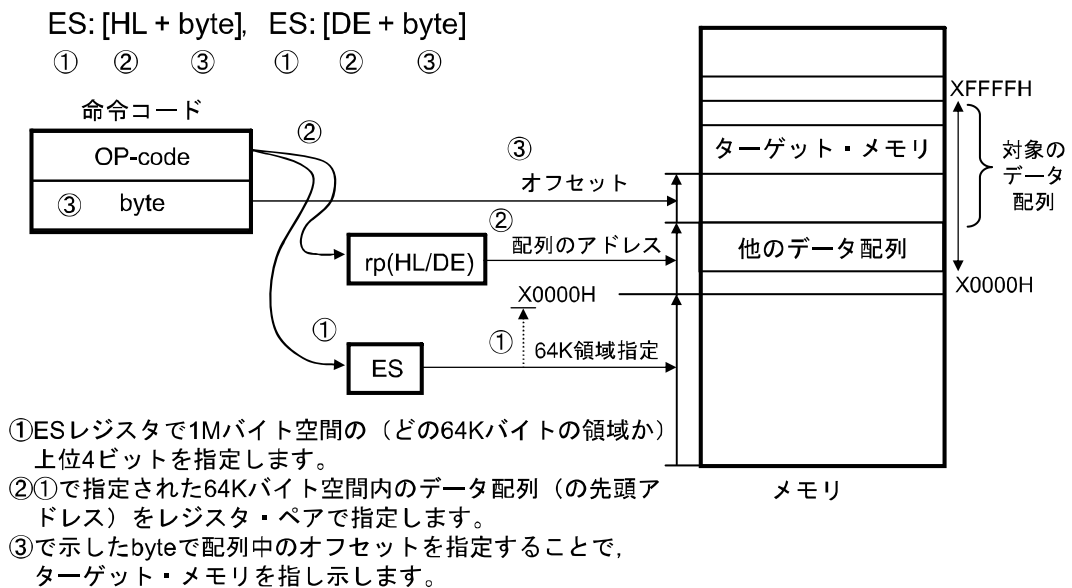 ES: [HL + byte], ES: [DE + byte]
① ② ③ ① ② ③
命令コード
OP-code
③ byte
②
③
オフセット
②
rp(HL/DE)
配列のアドレス
X0000H
①
①
ES
64K領域指定
XFFFFH
ターゲット・メモリ
対象の
データ
配列
他のデータ配列
X0000H
メモリ
①ESレジスタで1Mバイト空間の（どの64Kバイトの領域か）
上位4ビットを指定します。
②①で指定された64Kバイト空間内のデータ配列（の先頭ア
ドレス）をレジスタ・ペアで指定します。
③で示したbyteで配列中のオフセットを指定することで，
ターゲット・メモリを指し示します。